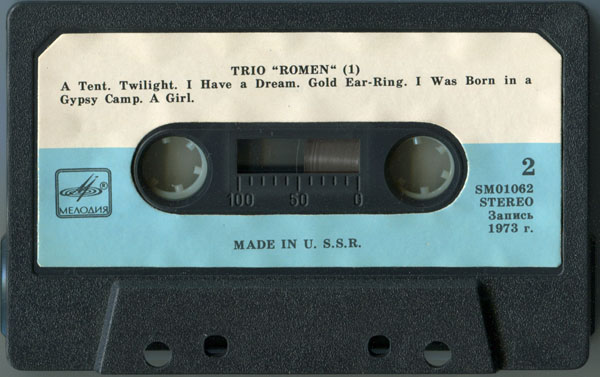 TRIO "ROMEN" (1)
A Tent. Twilight. I Have a Dream. Gold Ear-Ring. I Was Born in a
Gypsy Camp. A Girl.
100 50 0
МЕЛОДИЯ
2
SM01062
STEREO
Запись
1973 г.
MADE IN U. S.S.R.